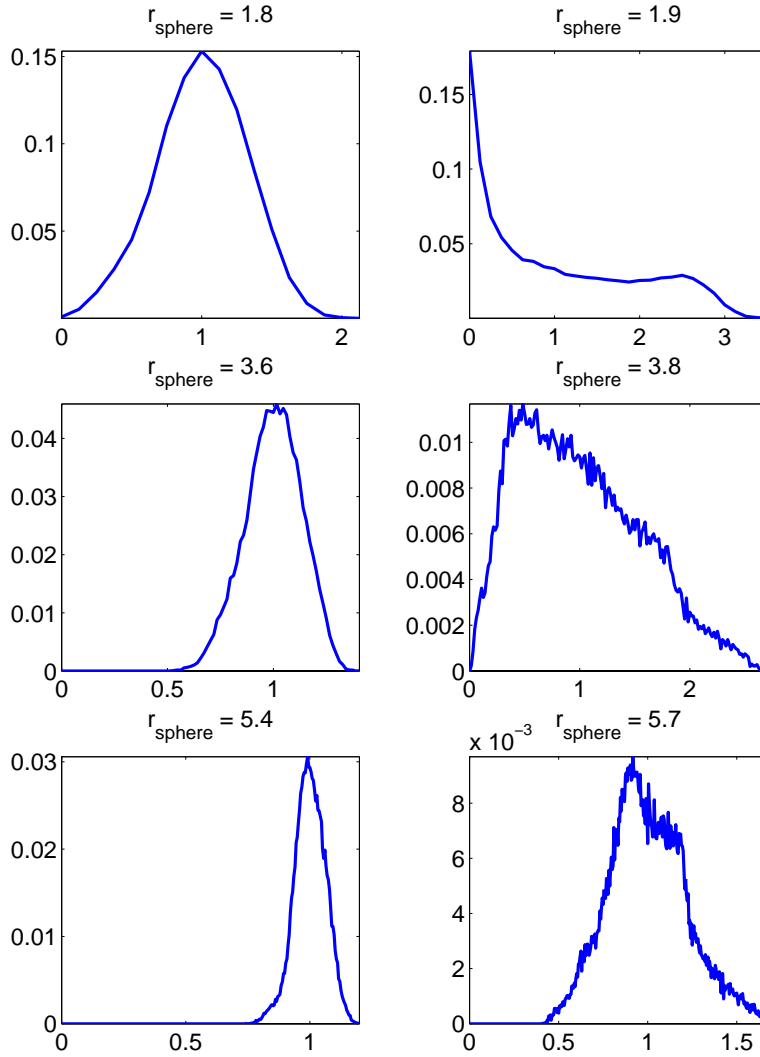 r_sphere = 1.8
r_sphere = 1.9
0.15
0.1
0.05
0 1 2
0.15
0.1
0.05
0 1 2 3
r_sphere = 3.6
r_sphere = 3.8
0.04
0.03
0.02
0.01
0
0 0.5 1
0.01
0.008
0.006
0.004
0.002
0
0 1 2
r_sphere = 5.4
r_sphere = 5.7
0.03
0.02
0.01
0
0 0.5 1
x 10⁻³
8
6
4
2
0
0 0.5 1 1.5